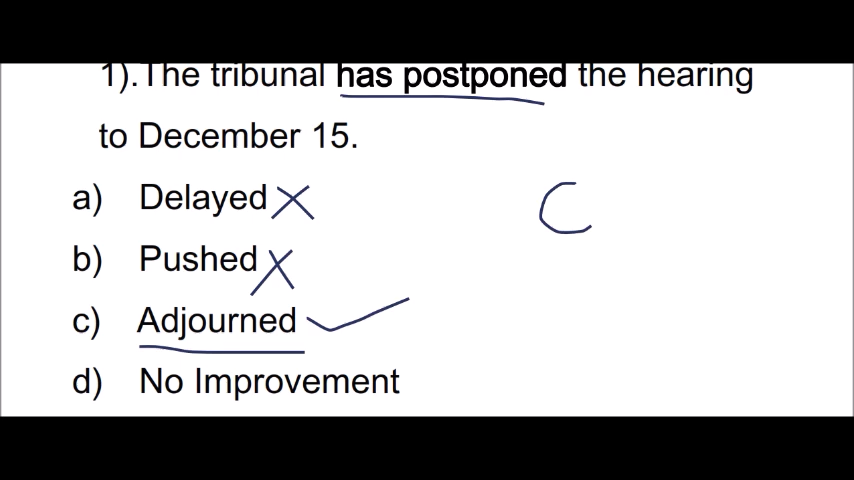 1).The tribunal has postponed the hearing
to December 15.
a) Delayed
C
b) Pushed
c) Adjourned
d) No Improvement